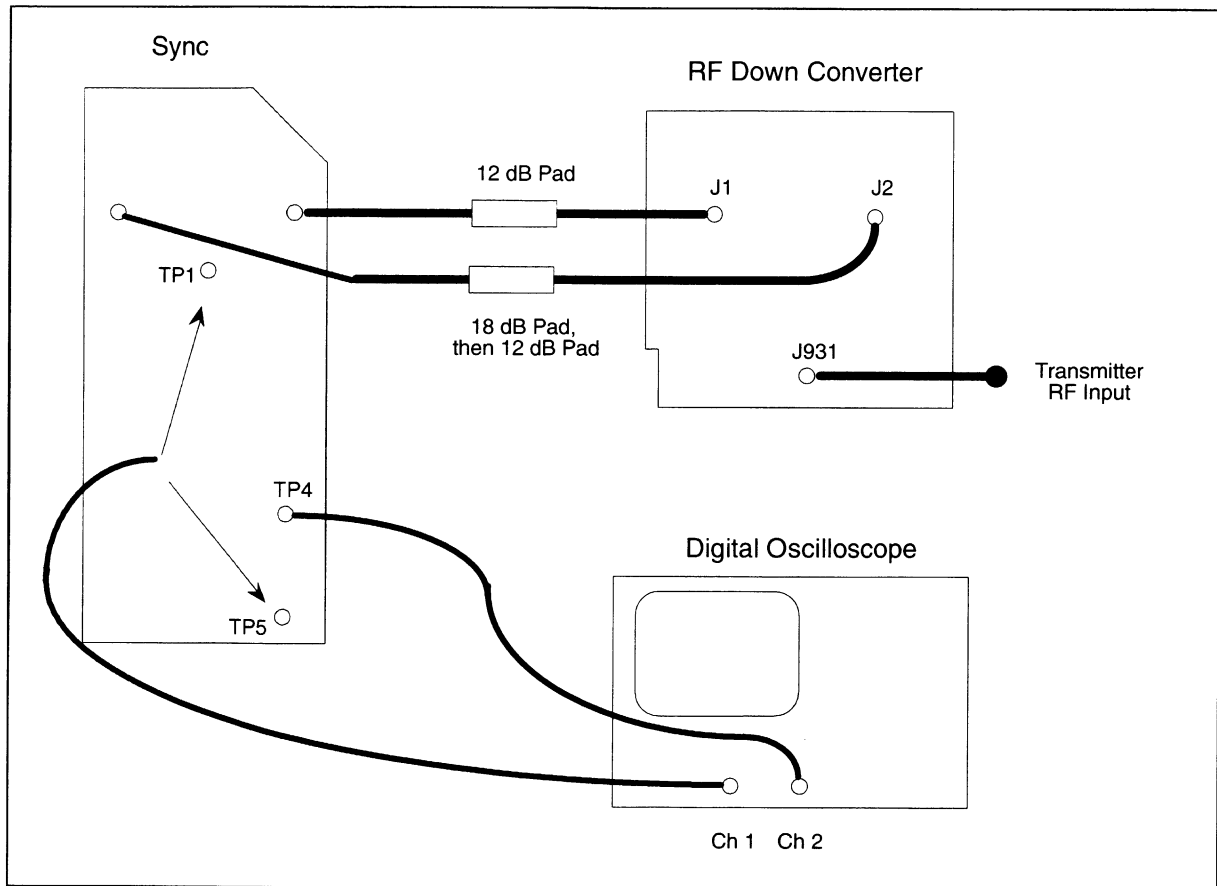 Sync
RF Down Converter
12 dB Pad
J1
J2
TP1
18 dB Pad,
then 12 dB Pad
J931
Transmitter
RF Input
TP4
Digital Oscilloscope
TP5
Ch 1
Ch 2